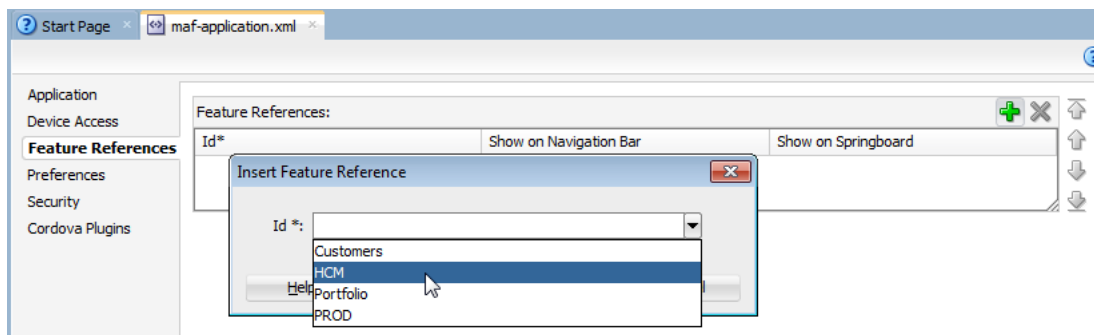 Start Page
maf-application.xml
Application
Device Access
Feature References
Preferences
Security
Cordova Plugins
Feature References:
Id* Show on Navigation Bar Show on Springboard
Insert Feature Reference
Id *:
Customers
HCM
Portfolio
PROD